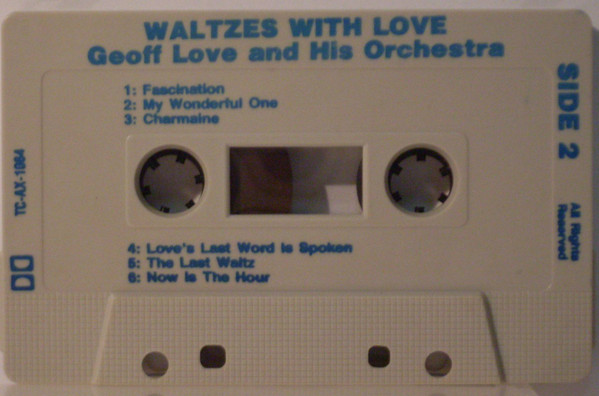 WALTZES WITH LOVE
Geoff Love and His Orchestra
1: Fascination
2: My Wonderful One
3: Charmaine
SIDE 2
TC-AX-1084
4: Love's Last Word Is Spoken
5: The Last Waltz
6: Now Is The Hour
All Rights
Reserved